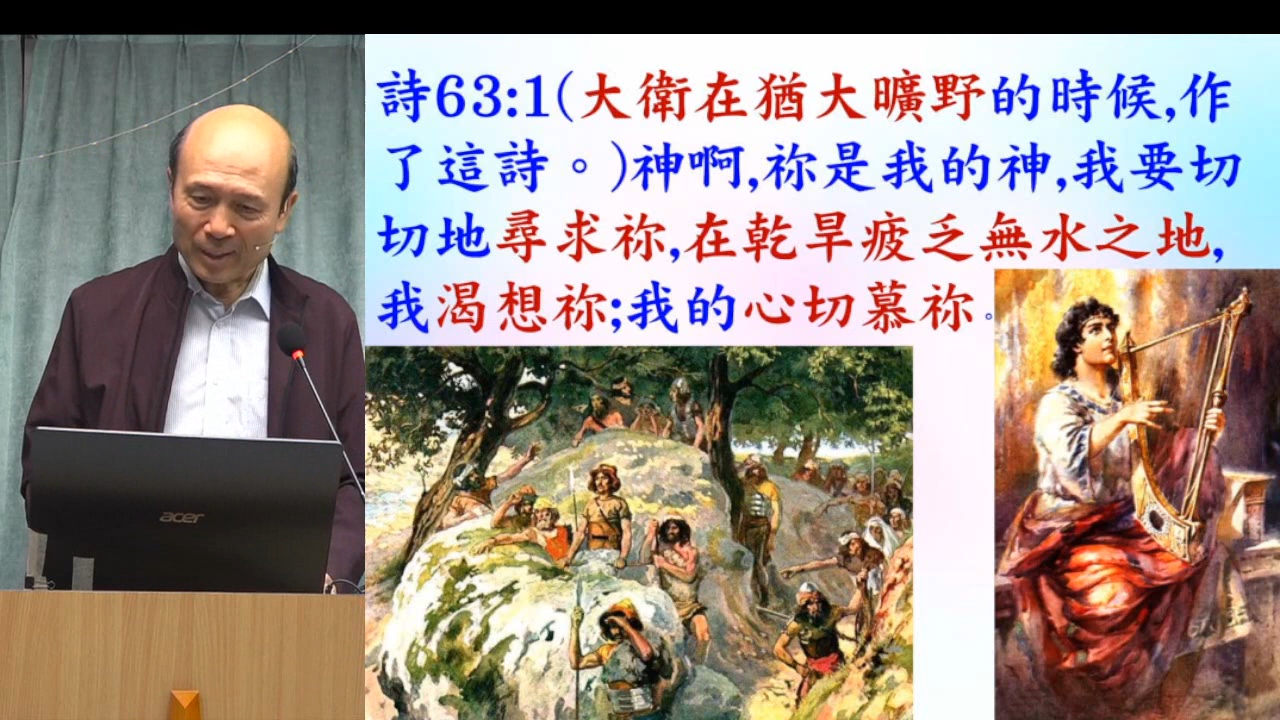 詩63:1(大衛在猶大曠野的時候,作
了這詩。)神啊,祢是我的神,我要切
切地尋求祢,在乾旱疲乏無水之地,
我渴想祢;我的心切慕祢。
acer